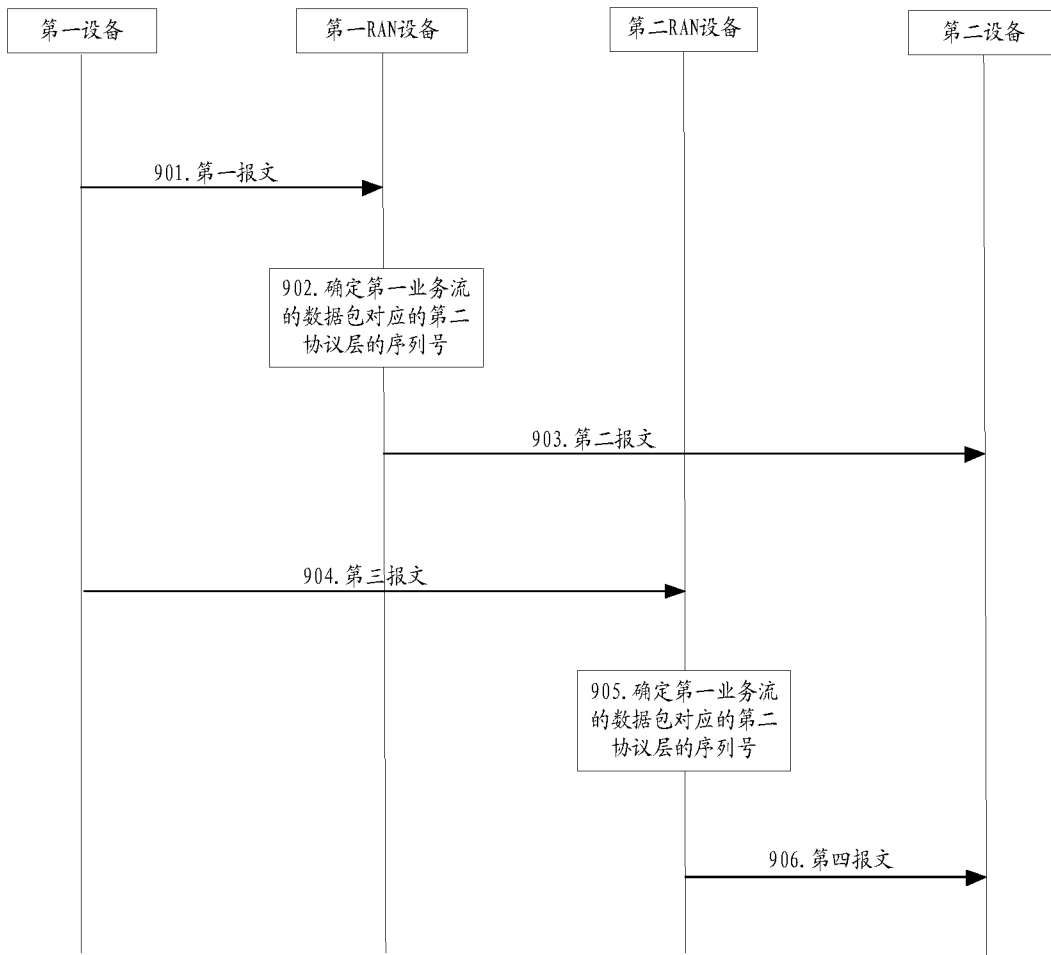 第一设备
第一RAN设备
第二RAN设备
第二设备
901.第一报文
902.确定第一业务流
的数据包对应的第二
协议层的序列号
903.第二报文
904.第三报文
905.确定第一业务流
的数据包对应的第二
协议层的序列号
906.第四报文